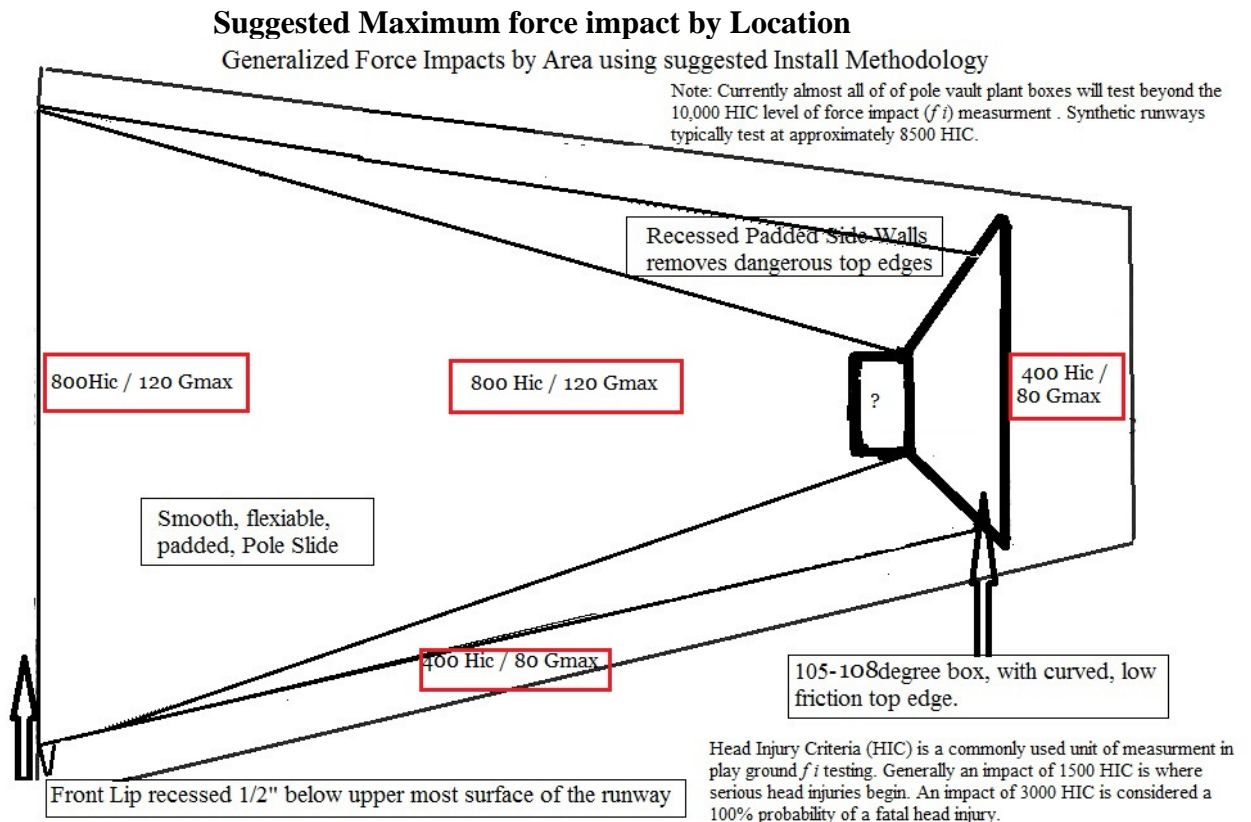 Suggested Maximum force impact by Location
Generalized Force Impacts by Area using suggested Install Methodology
Note: Currently almost all of of pole vault plant boxes will test beyond the
10,000 HIC level of force impact (f i) measurment . Synthetic runways
typically test at approximately 8500 HIC.
Recessed Padded Side-Walls
removes dangerous top edges
800Hic / 120 Gmax
800 Hic / 120 Gmax
?
400 Hic /
80 Gmax
Smooth, flexiable,
padded, Pole Slide
400 Hic / 80 Gmax
105-108degree box, with curved, low
friction top edge.
Front Lip recessed 1/2" below upper most surface of the runway
Head Injury Criteria (HIC) is a commonly used unit of measurment in
play ground f i testing. Generally an impact of 1500 HIC is where
serious head injuries begin. An impact of 3000 HIC is considered a
100% probability of a fatal head injury.